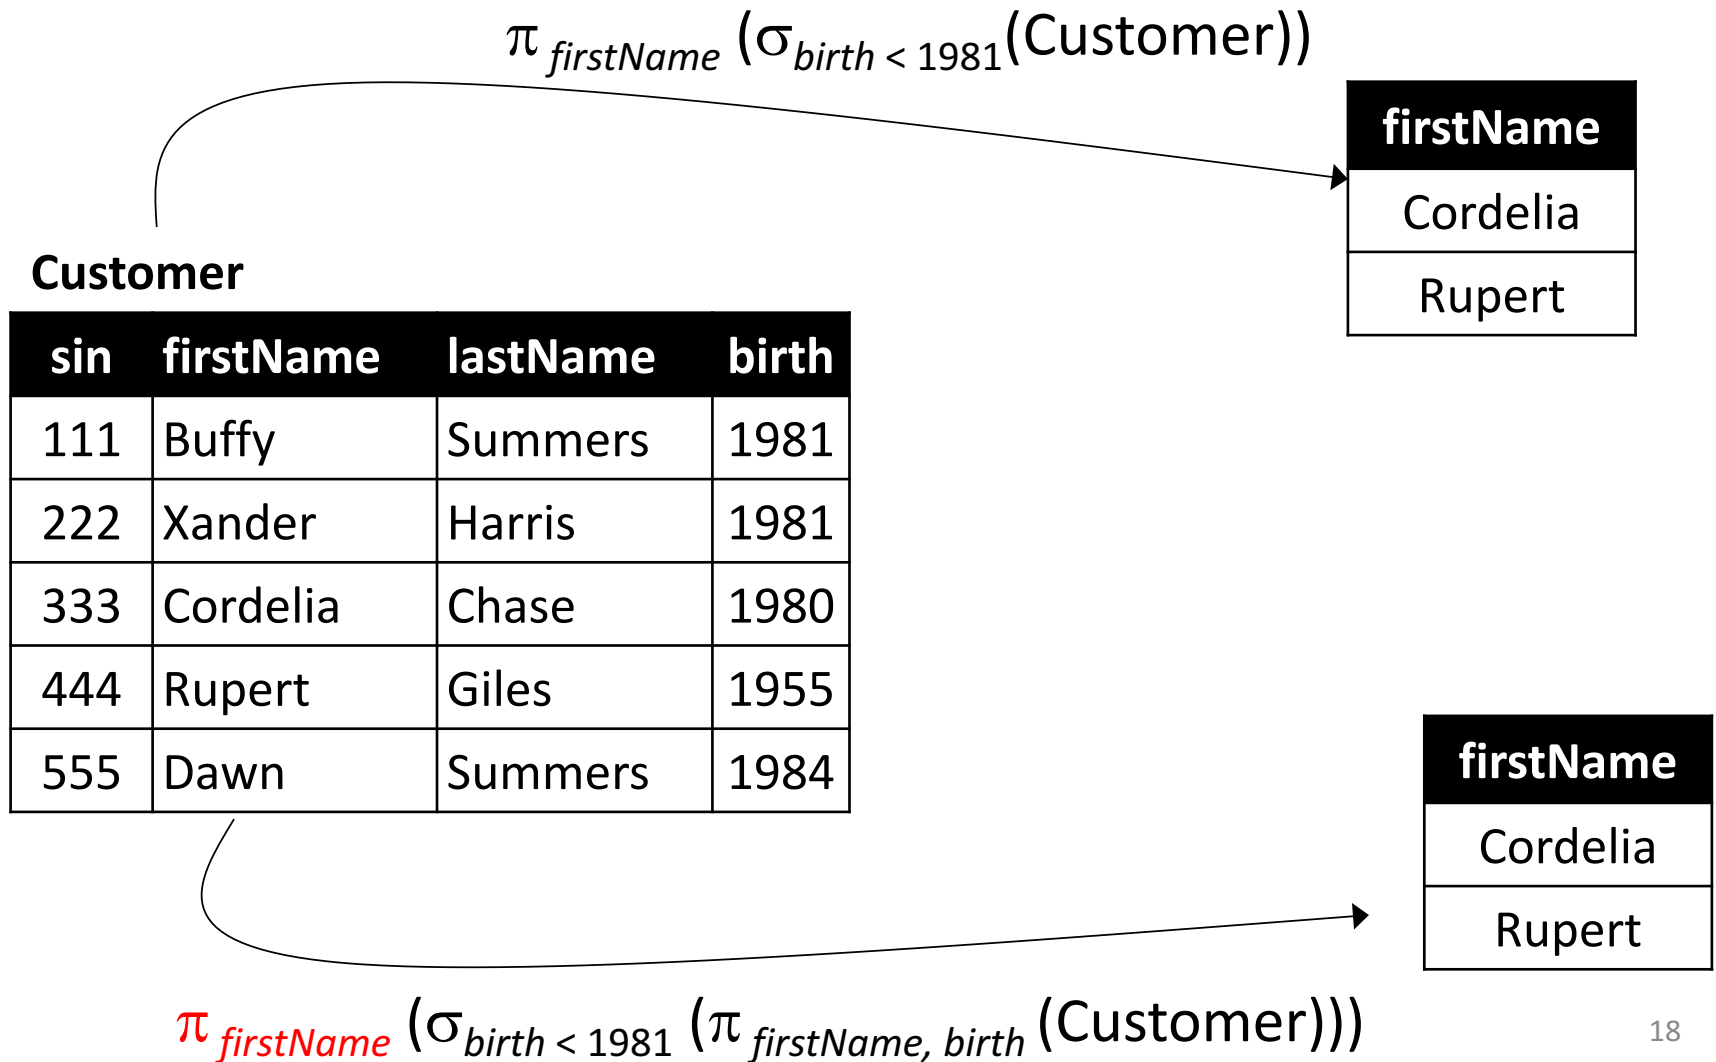 π firstName (σbirth < 1981(Customer))
firstName
Cordelia
Rupert
Customer
sin firstName lastName birth
111 Buffy Summers 1981
222 Xander Harris 1981
333 Cordelia Chase 1980
444 Rupert Giles 1955
555 Dawn Summers 1984
firstName
Cordelia
Rupert
π firstName (σbirth < 1981 (π firstName, birth (Customer)))
18